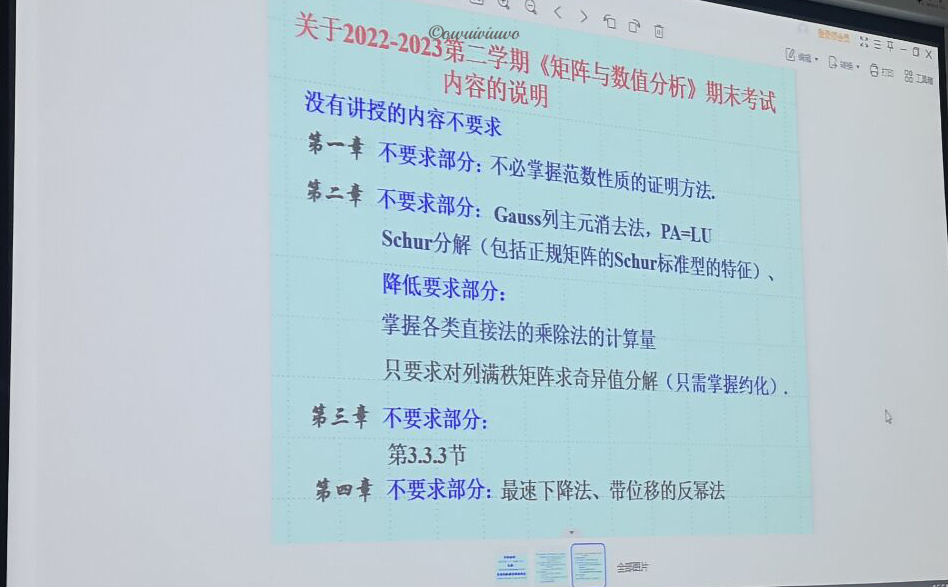 ©owuiviuwo
关于2022-2023第二学期《矩阵与数值分析》期末考试
内容的说明
没有讲授的内容不要求
第一章 不要求部分：不必掌握范数性质的证明方法.
第二章 不要求部分：Gauss列主元消去法，PA=LU
Schur分解（包括正规矩阵的Schur标准型的特征）、
降低要求部分：
掌握各类直接法的乘除法的计算量
只要求对列满秩矩阵求奇异值分解（只需掌握约化）.
第三章 不要求部分：
第3.3.3节
第四章 不要求部分：最速下降法、带位移的反幂法
全部图片